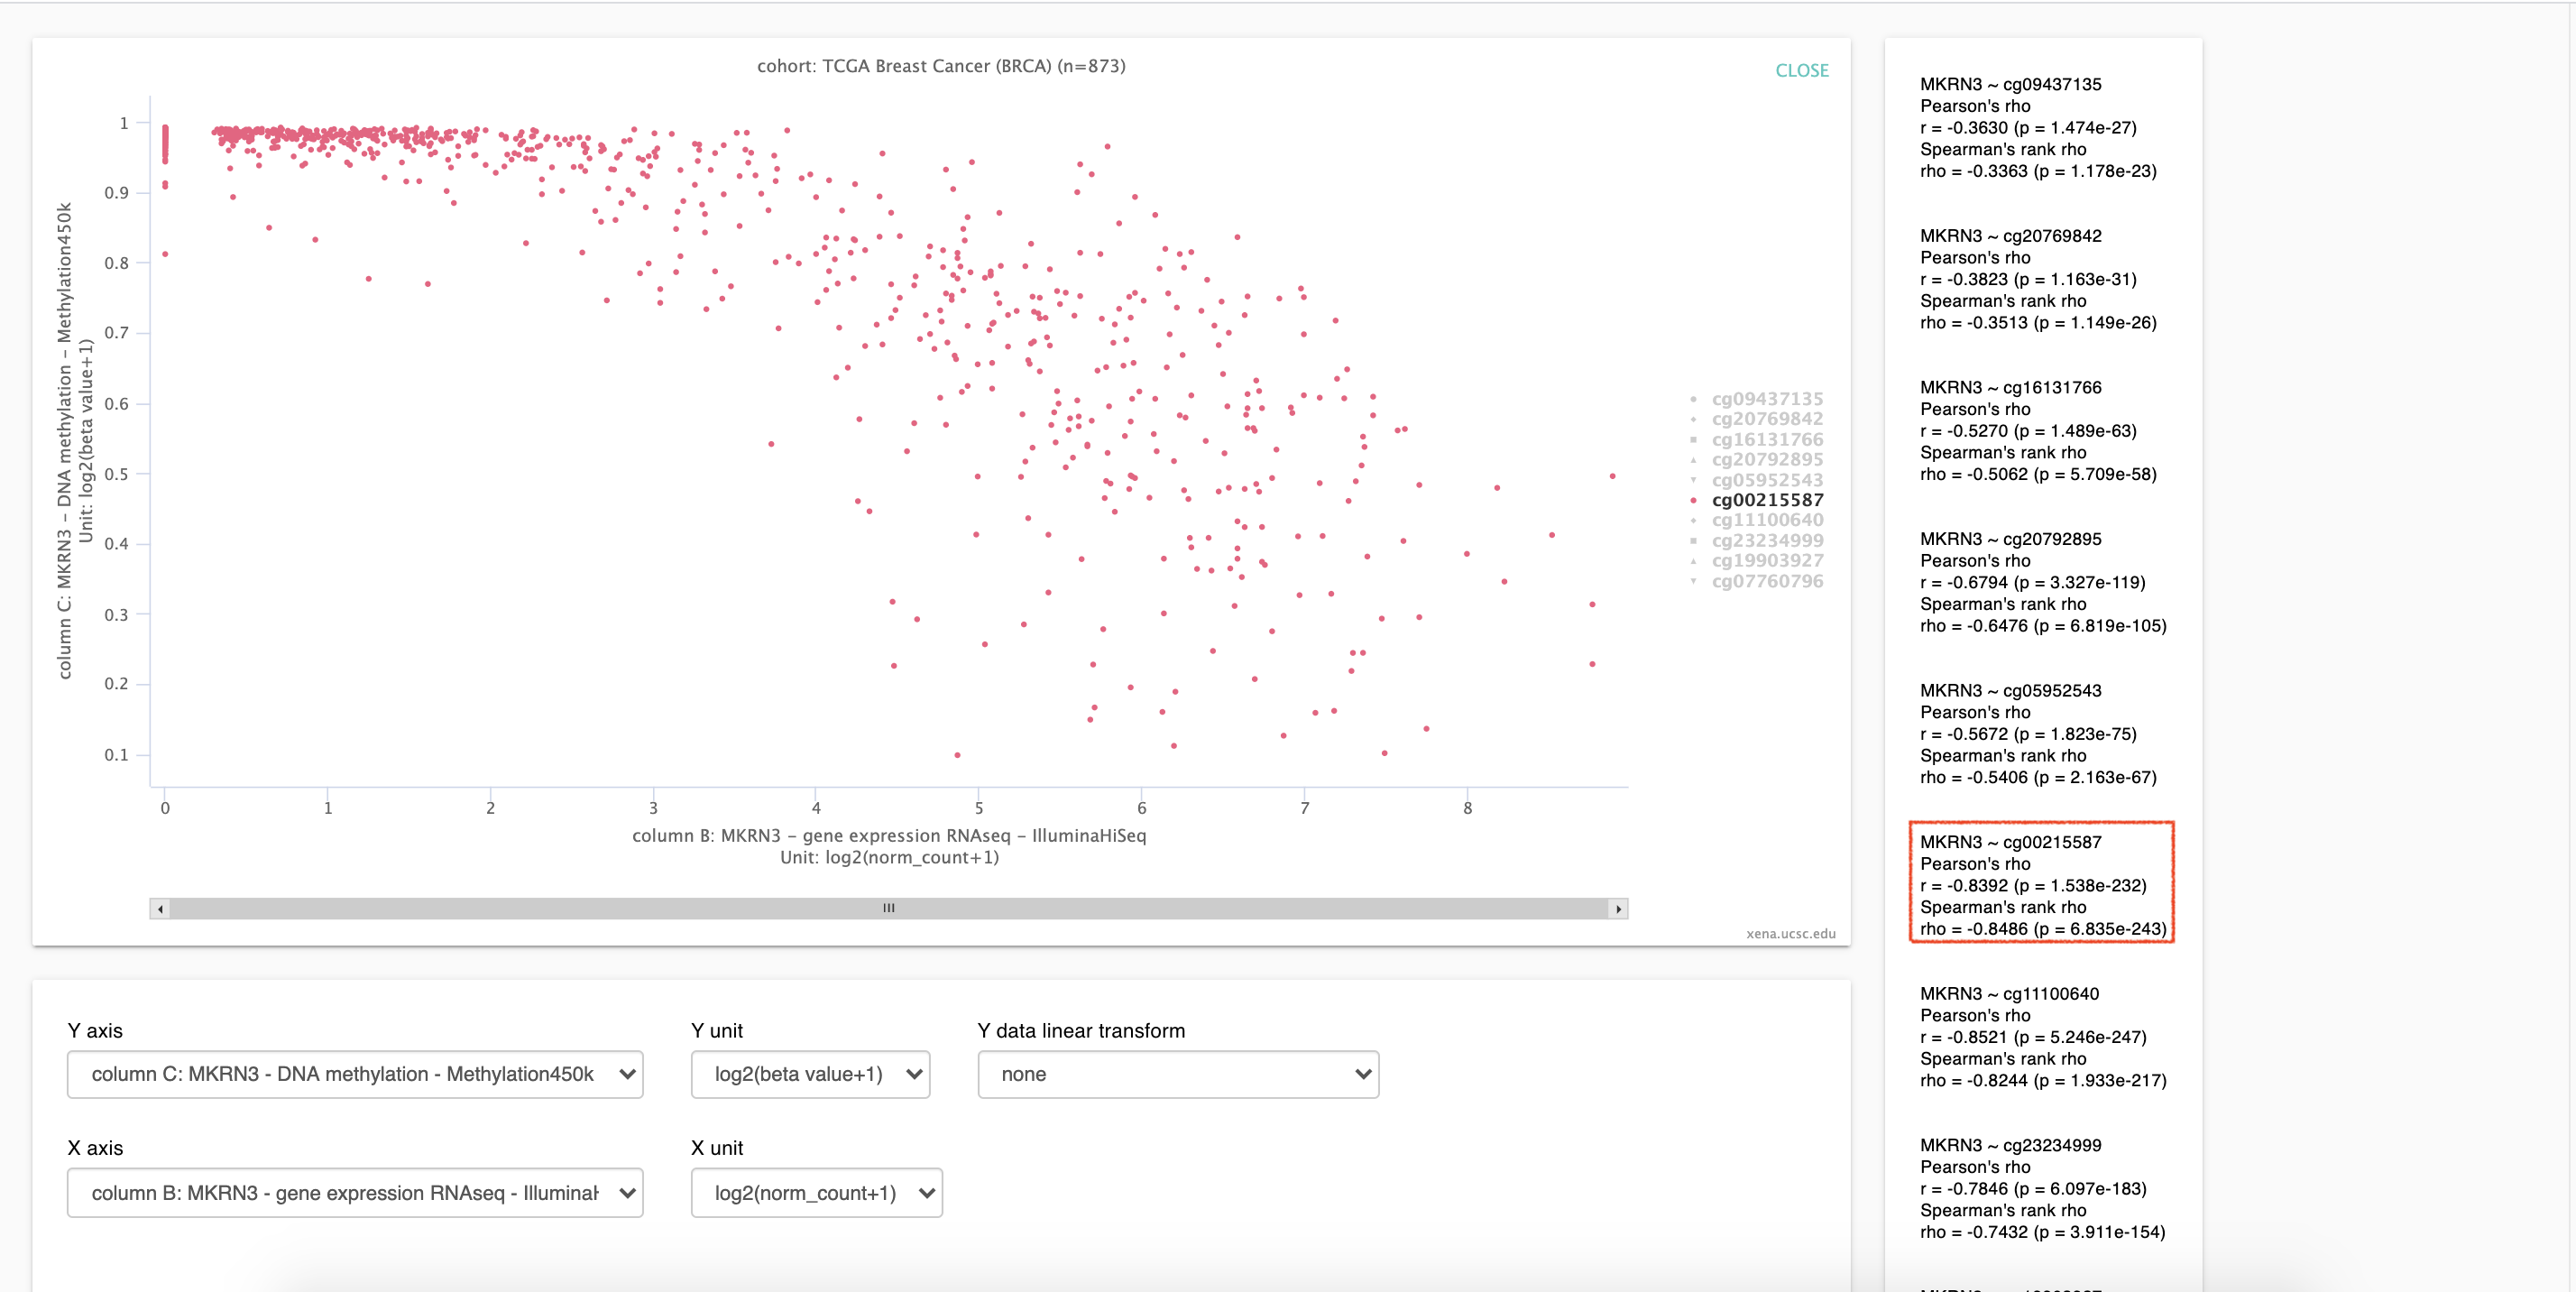 cohort: TCGA Breast Cancer (BRCA) (n=873)
CLOSE
column C: MKRN3 – DNA methylation – Methylation450k
Unit: log2(beta value+1)
1
0.9
0.8
0.7
0.6
0.5
0.4
0.3
0.2
0.1
0 1 2 3 4 5 6 7 8
column B: MKRN3 – gene expression RNAseq – IlluminaHiSeq
Unit: log2(norm_count+1)
cg09437135
cg20769842
cg16131766
cg20792895
cg05952543
cg00215587
cg11100640
cg23234999
cg19903927
cg07760796
xena.ucsc.edu
Y axis
column C: MKRN3 - DNA methylation - Methylation450k
Y unit
log2(beta value+1)
Y data linear transform
none
X axis
column B: MKRN3 - gene expression RNAseq -
X unit
log2(norm_count+1)
MKRN3 ~ cg09437135
Pearson's rho
r = -0.3630 (p = 1.474e-27)
Spearman's rank rho
rho = -0.3363 (p = 1.178e-23)
MKRN3 ~ cg20769842
Pearson's rho
r = -0.3823 (p = 1.163e-31)
Spearman's rank rho
rho = -0.3513 (p = 1.149e-26)
MKRN3 ~ cg16131766
Pearson's rho
r = -0.5270 (p = 1.489e-63)
Spearman's rank rho
rho = -0.5062 (p = 5.709e-58)
MKRN3 ~ cg20792895
Pearson's rho
r = -0.6794 (p = 3.327e-119)
Spearman's rank rho
rho = -0.6476 (p = 6.819e-105)
MKRN3 ~ cg05952543
Pearson's rho
r = -0.5672 (p = 1.823e-75)
Spearman's rank rho
rho = -0.5406 (p = 2.163e-67)
MKRN3 ~ cg00215587
Pearson's rho
r = -0.8392 (p = 1.538e-232)
Spearman's rank rho
rho = -0.8486 (p = 6.835e-243)
MKRN3 ~ cg11100640
Pearson's rho
r = -0.8521 (p = 5.246e-247)
Spearman's rank rho
rho = -0.8244 (p = 1.933e-217)
MKRN3 ~ cg23234999
Pearson's rho
r = -0.7846 (p = 6.097e-183)
Spearman's rank rho
rho = -0.7432 (p = 3.911e-154)